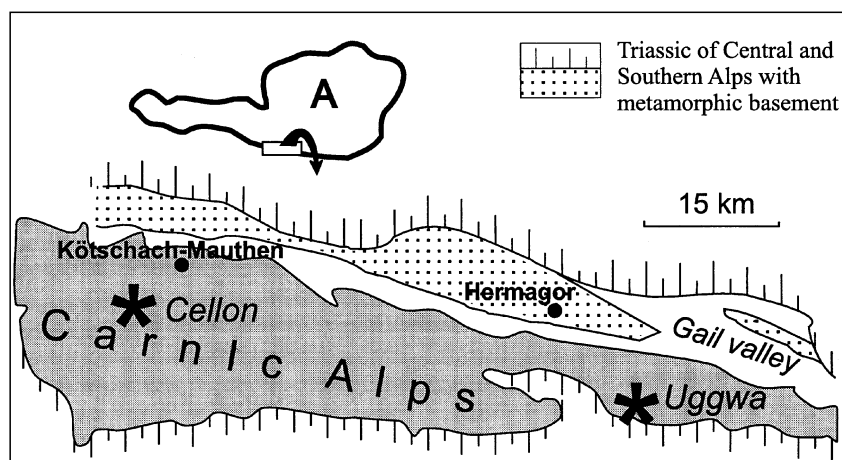 A
Triassic of Central and
Southern Alps with
metamorphic basement
15 km
Kötschach-Mauthen
Cellon
Hermagor
Gail valley
Carnic Alps
Uggwa